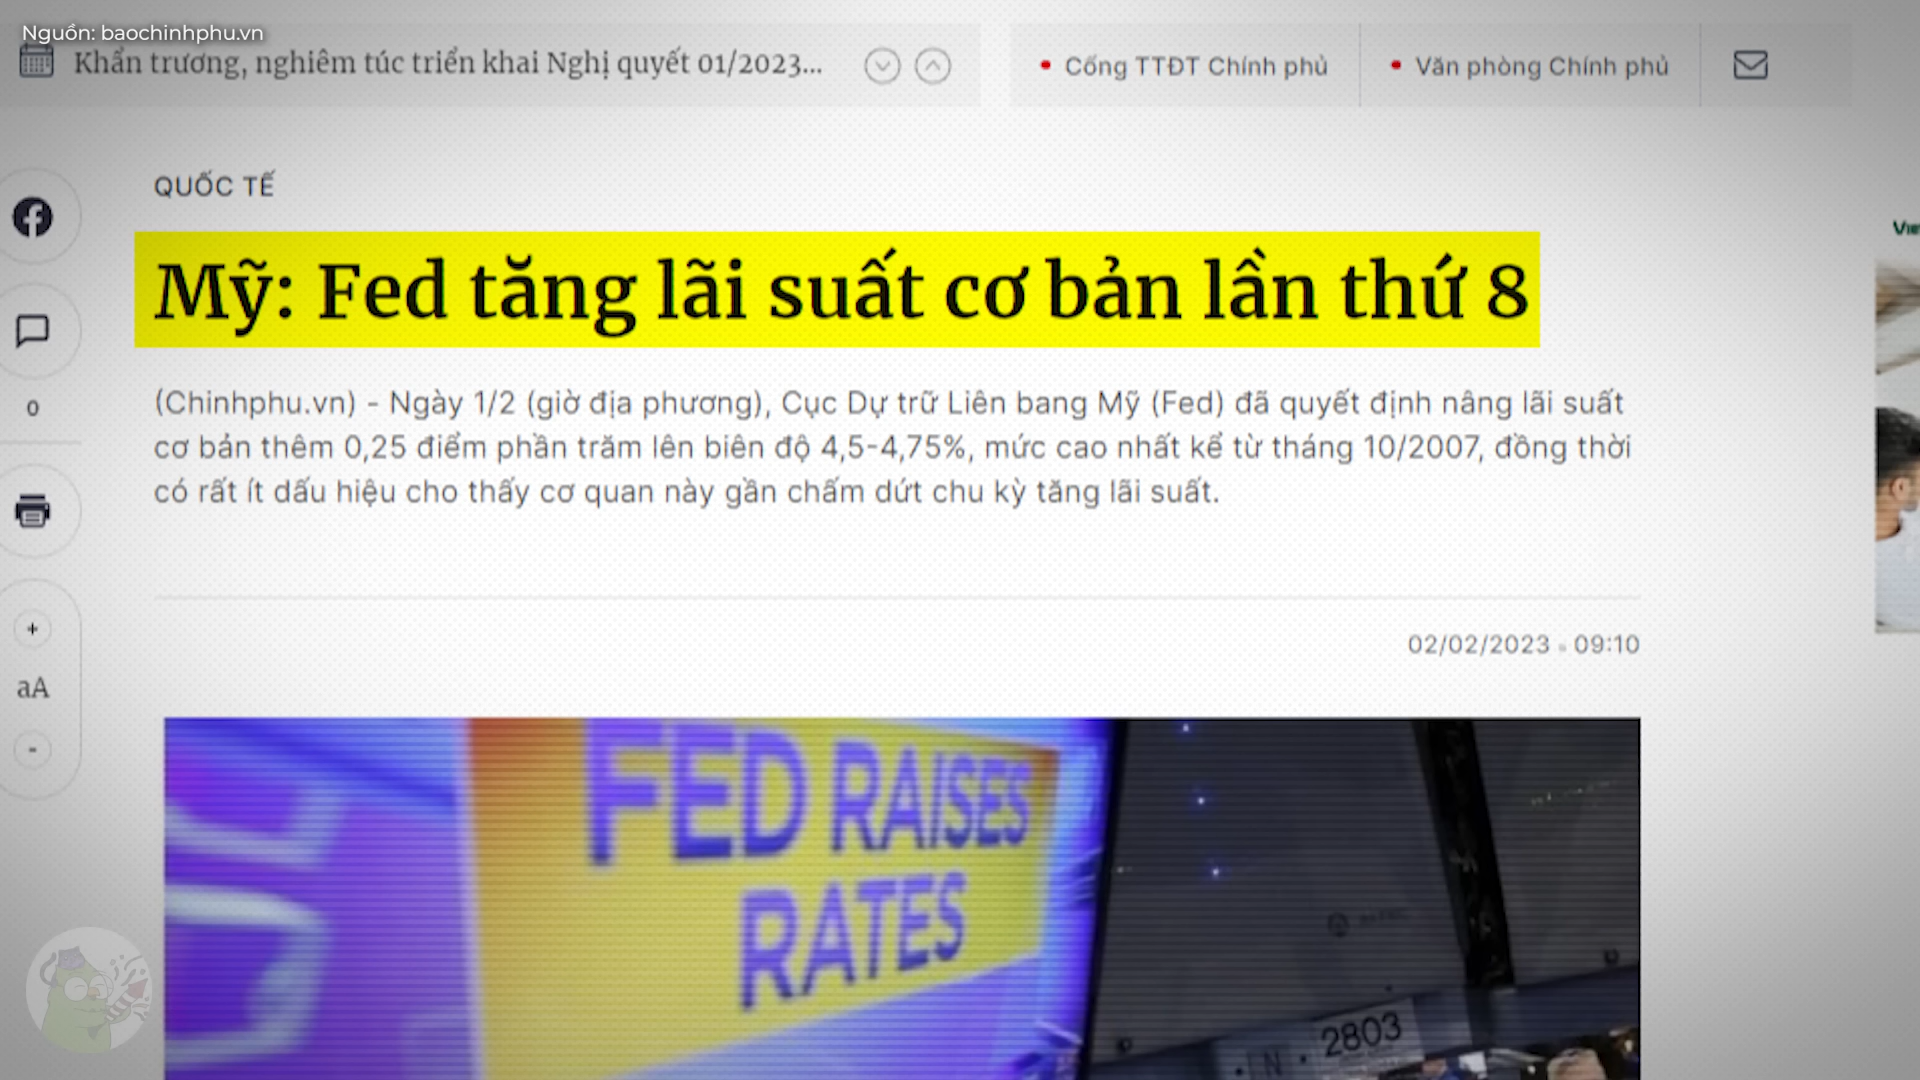 Nguồn: baochinhphu.vn
Khẩn trương, nghiêm túc triển khai Nghị quyết 01/2023...
Cổng TTĐT Chính phủ
Văn phòng Chính phủ
QUỐC TẾ
Mỹ: Fed tăng lãi suất cơ bản lần thứ 8
(Chinhphu.vn) - Ngày 1/2 (giờ địa phương), Cục Dự trữ Liên bang Mỹ (Fed) đã quyết định nâng lãi suất
cơ bản thêm 0,25 điểm phần trăm lên biên độ 4,5-4,75%, mức cao nhất kể từ tháng 10/2007, đồng thời
có rất ít dấu hiệu cho thấy cơ quan này gần chấm dứt chu kỳ tăng lãi suất.
0
+
aA
-
02/02/2023 09:10
FED RAISES
RATES
N 2803